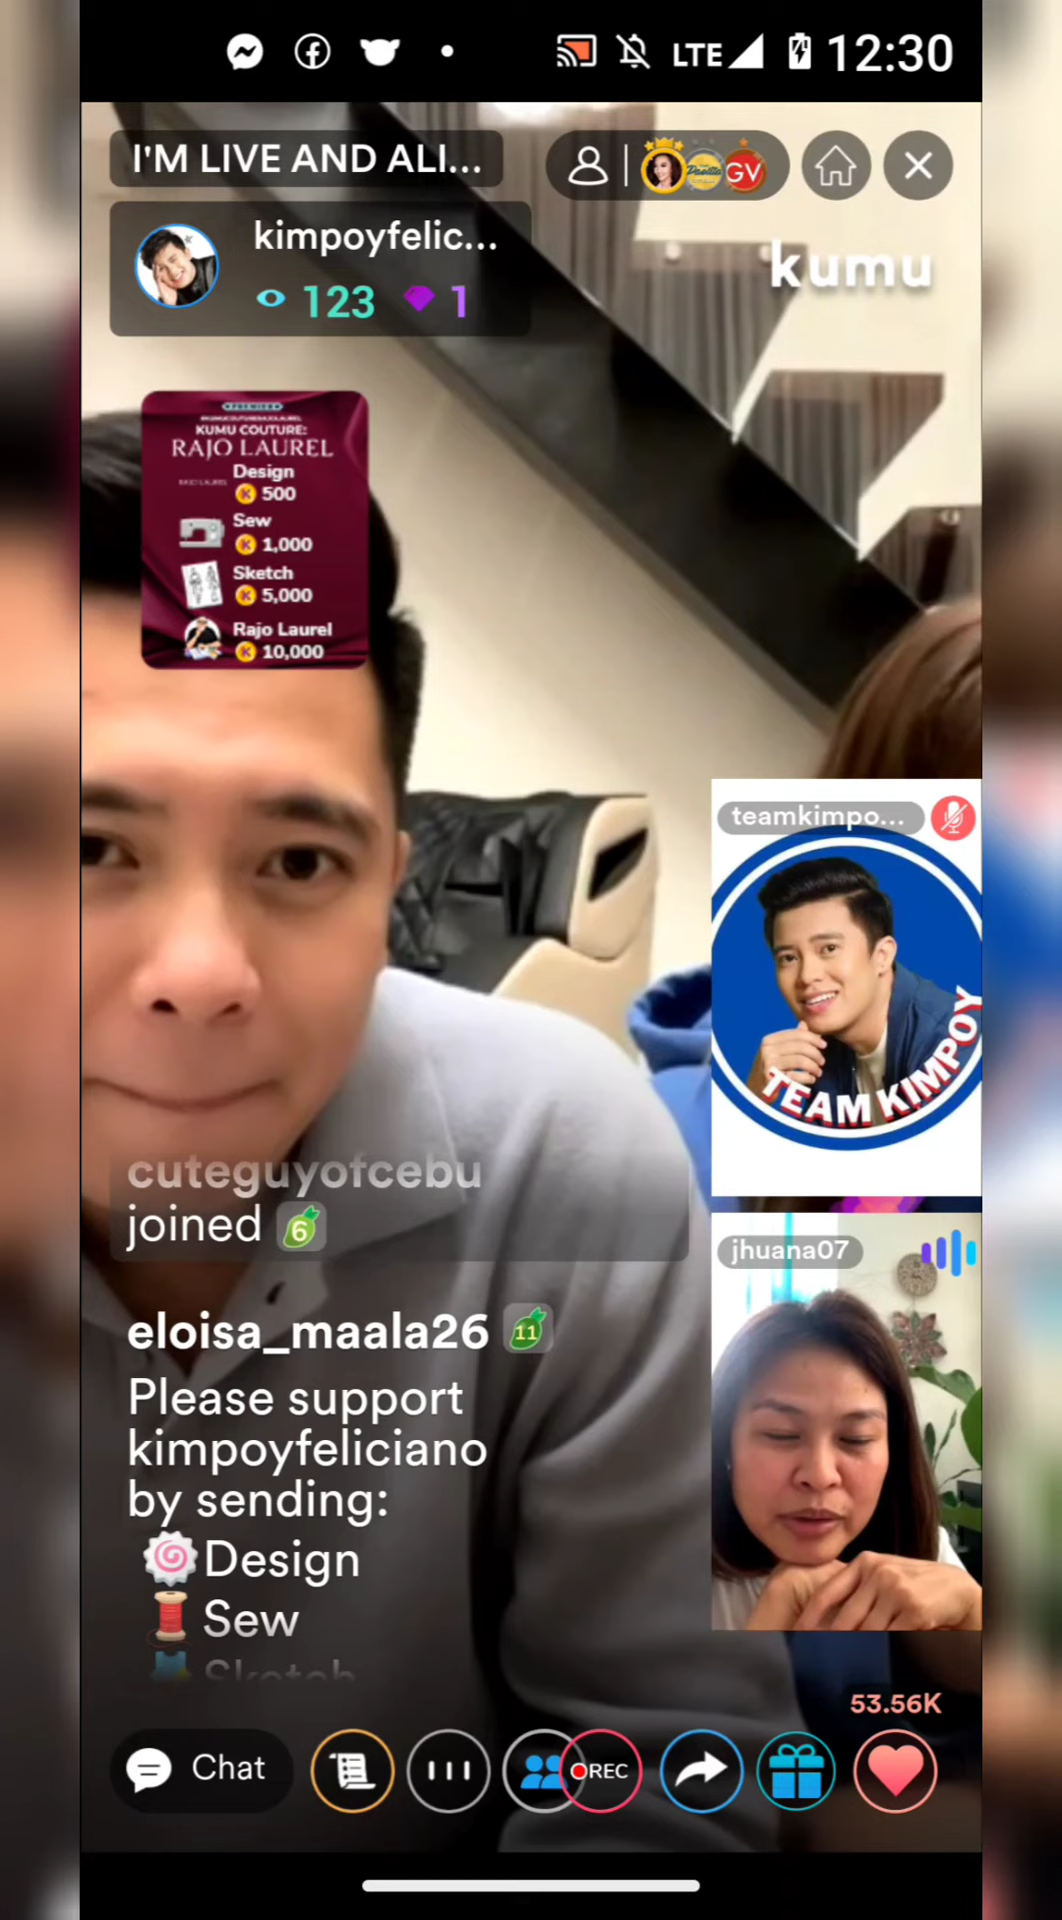 LTE 12:30
I'M LIVE AND ALI...
GV
kimpoyfelic...
123 1
kumu
KUMU COUTURE:
RAJO LAUREL
Design
500
Sew
1,000
Sketch
5,000
Rajo Laurel
10,000
teamkimpo...
TEAM KIMPOY
cuteguyofcebu
joined 6
jhuana07
eloisa_maala26 11
Please support
kimpoyfeliciano
by sending:
Design
Sew
Sketch
53.56K
Chat
REC